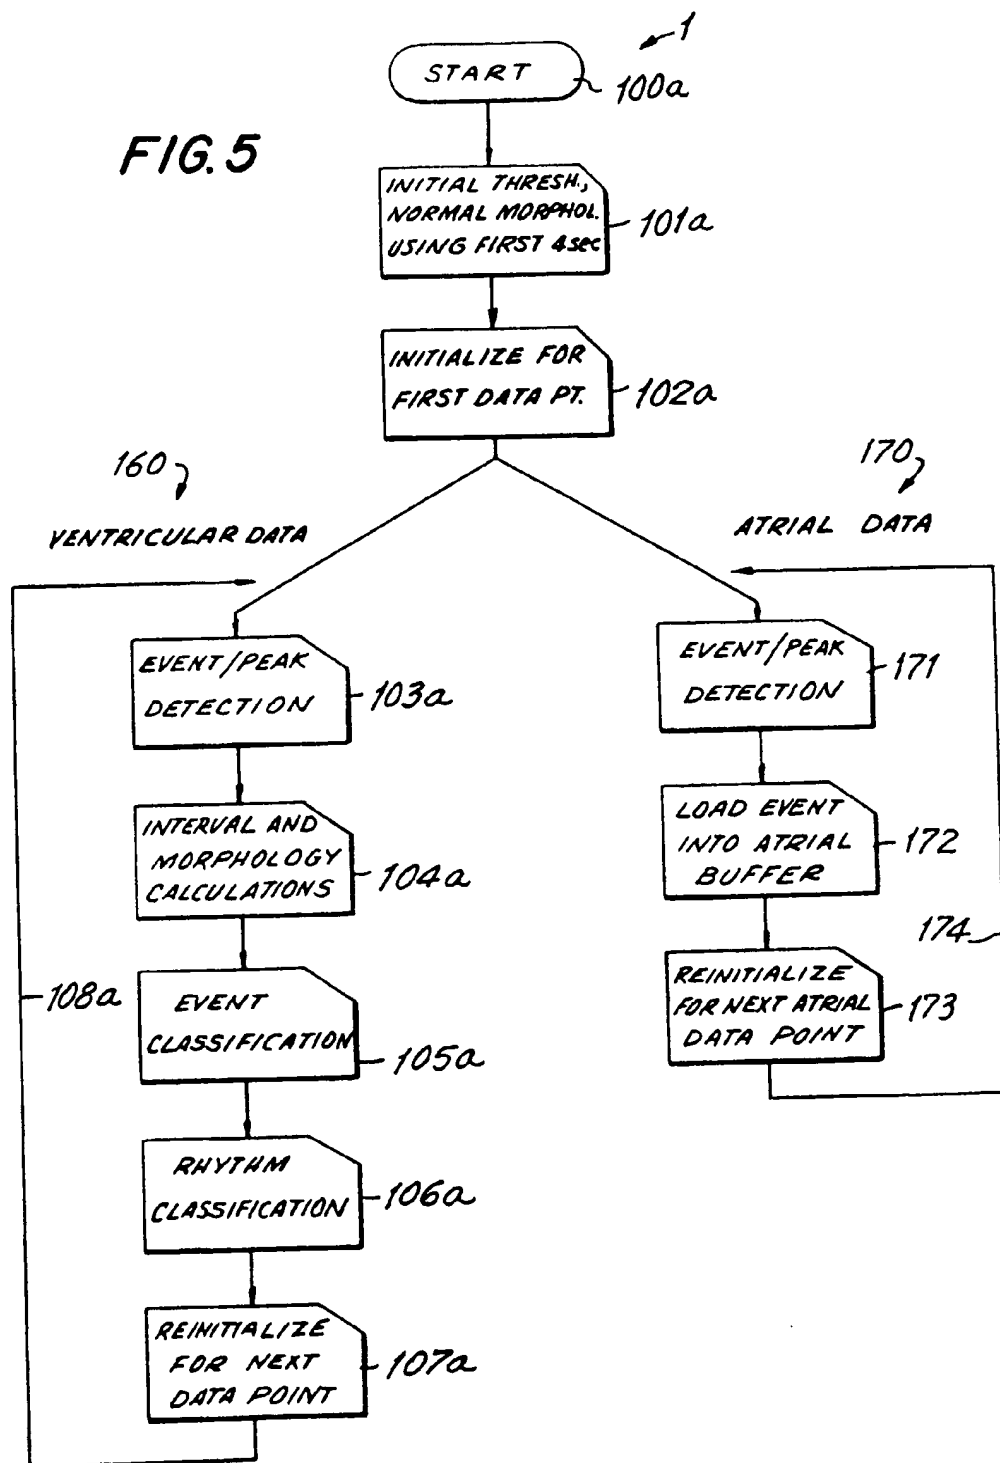 1
START
100a
FIG. 5
INITIAL THRESH.,
NORMAL MORPHOL.
USING FIRST 4sec
101a
INITIALIZE FOR
FIRST DATA PT.
102a
160
VENTRICULAR DATA
170
ATRIAL DATA
EVENT/PEAK
DETECTION
103a
INTERVAL AND
MORPHOLOGY
CALCULATIONS
104a
EVENT
CLASSIFICATION
105a
RHYTHM
CLASSIFICATION
106a
REINITIALIZE
FOR NEXT
DATA POINT
107a
108a
EVENT/PEAK
DETECTION
171
LOAD EVENT
INTO ATRIAL
BUFFER
172
REINITIALIZE
FOR NEXT ATRIAL
DATA POINT
173
174